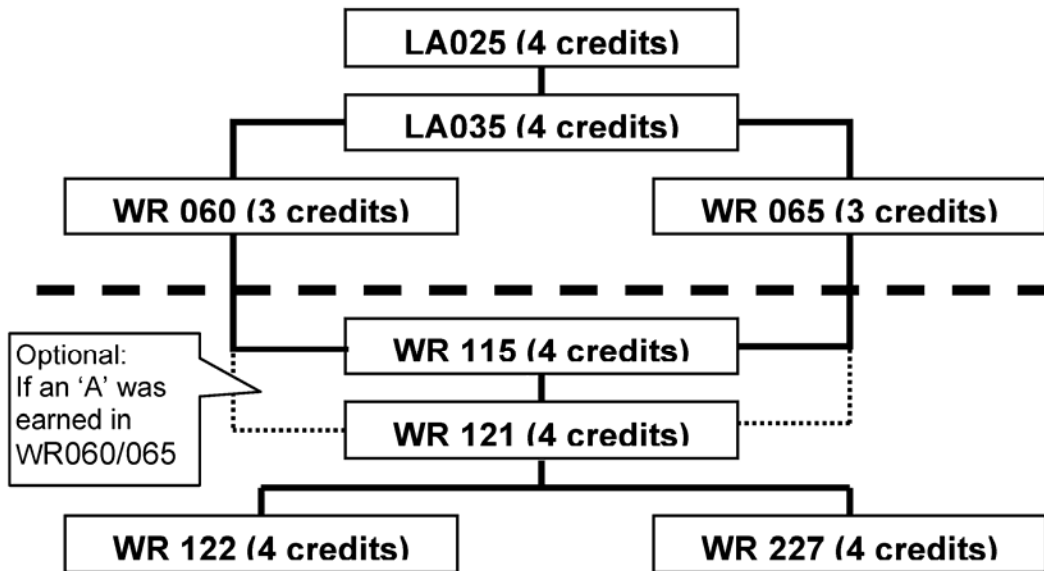 LA025 (4 credits)
LA035 (4 credits)
WR 060 (3 credits)
WR 065 (3 credits)
WR 115 (4 credits)
Optional:
If an ‘A’ was
earned in
WR060/065
WR 121 (4 credits)
WR 122 (4 credits)
WR 227 (4 credits)